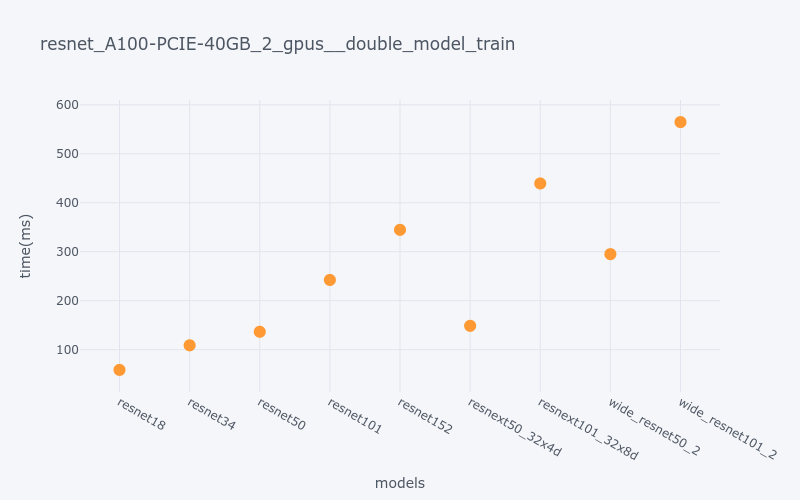 resnet_A100-PCIE-40GB_2_gpus__double_model_train
time(ms)
600
500
400
300
200
100
resnet18
resnet34
resnet50
resnet101
resnet152
resnext50_32x4d
resnext101_32x8d
wide_resnet50_2
wide_resnet101_2
models